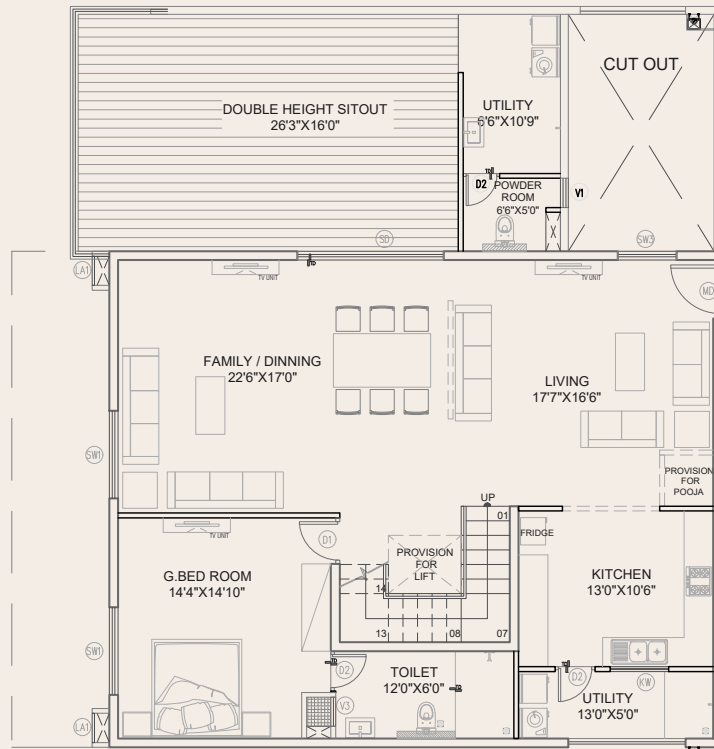 CUT OUT
DOUBLE HEIGHT SITOUT
26'3"X16'0"
UTILITY
6'6"X10'9"
D2
POWDER
ROOM
6'6"X5'0"
V1
SD
SW3
LA1
TV UNIT
TV UNIT
MD
FAMILY / DINNING
22'6"X17'0"
LIVING
17'7"X16'6"
SW1
PROVISION
FOR
POOJA
UP
01
FRIDGE
TV UNIT
D1
PROVISION
FOR
LIFT
G.BED ROOM
14'4"X14'10"
KITCHEN
13'0"X10'6"
14
13
08
07
SW1
D2
TOILET
12'0"X6'0"
D2
KW
UTILITY
13'0"X5'0"
V3
LA1